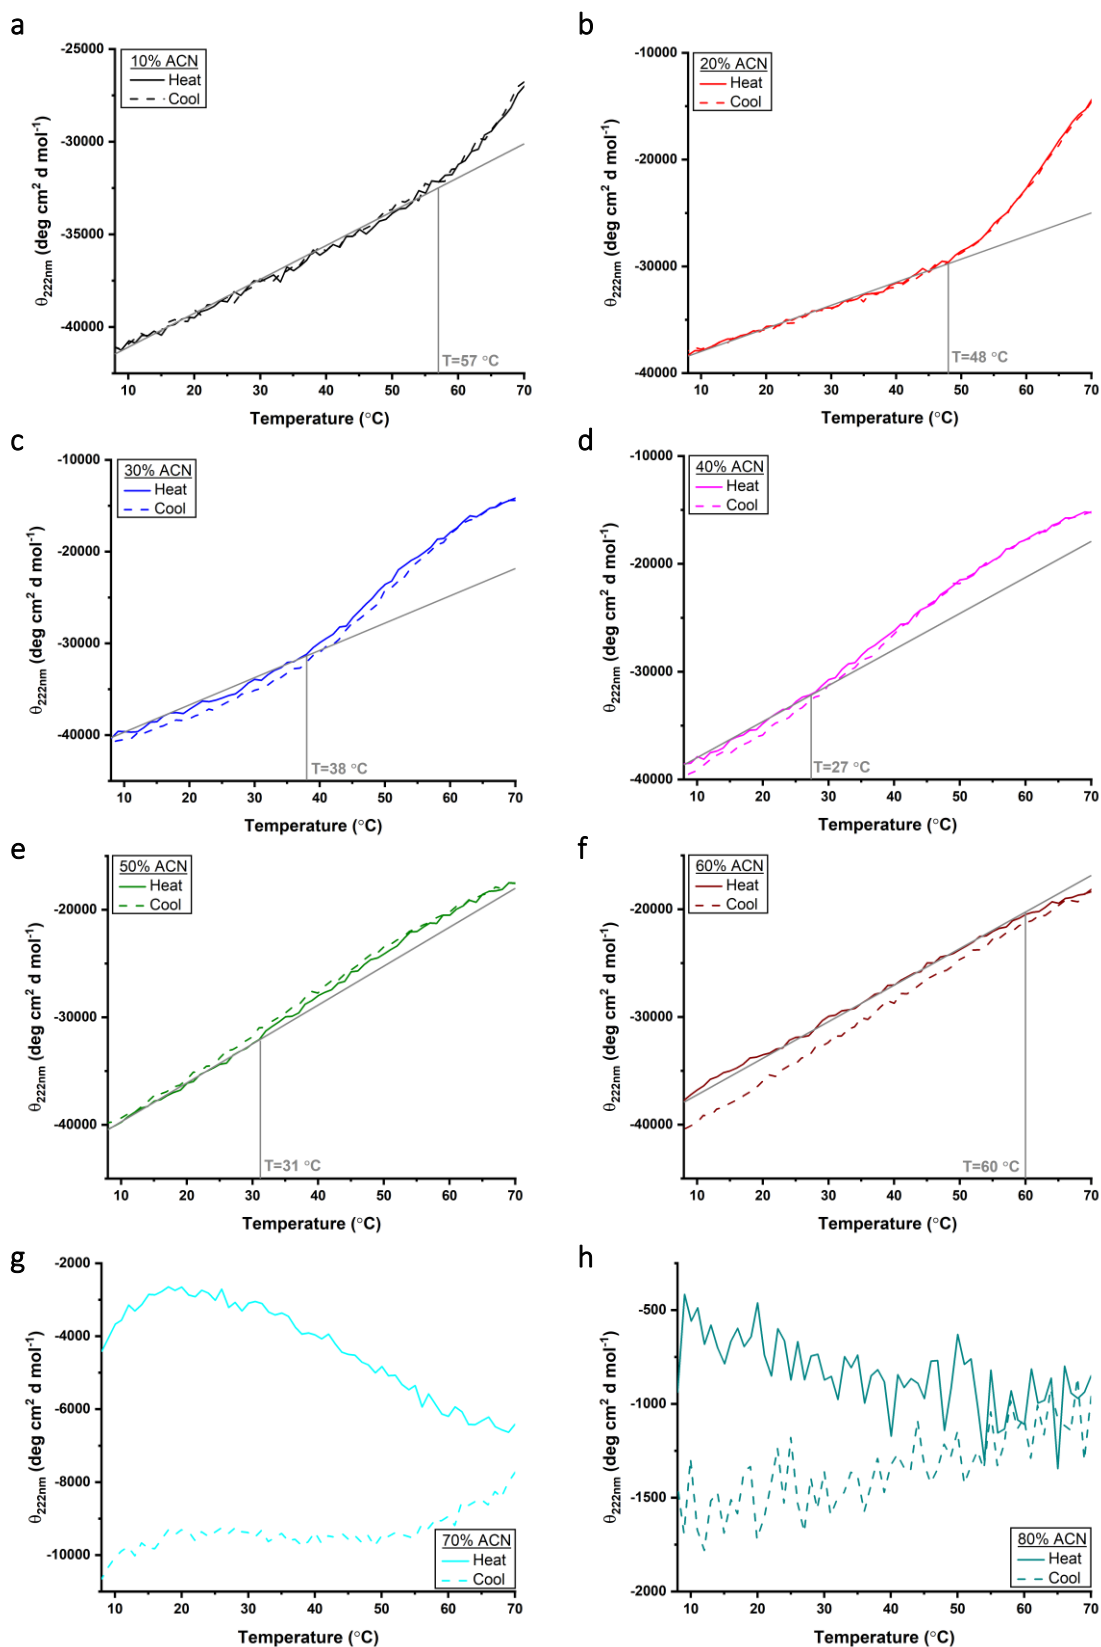 a
10% ACN
Heat
Cool
-25000
-30000
-35000
-40000
θ222nm (deg cm² d mol⁻¹)
T=57 °C
10 20 30 40 50 60 70
Temperature (°C)
b
20% ACN
Heat
Cool
-10000
-20000
-30000
-40000
θ222nm (deg cm² d mol⁻¹)
T=48 °C
10 20 30 40 50 60 70
Temperature (°C)
c
30% ACN
Heat
Cool
-10000
-20000
-30000
-40000
θ222nm (deg cm² d mol⁻¹)
T=38 °C
10 20 30 40 50 60 70
Temperature (°C)
d
40% ACN
Heat
Cool
-10000
-20000
-30000
-40000
θ222nm (deg cm² d mol⁻¹)
T=27 °C
10 20 30 40 50 60 70
Temperature (°C)
e
50% ACN
Heat
Cool
-20000
-30000
-40000
θ222nm (deg cm² d mol⁻¹)
T=31 °C
10 20 30 40 50 60 70
Temperature (°C)
f
60% ACN
Heat
Cool
-20000
-30000
-40000
θ222nm (deg cm² d mol⁻¹)
T=60 °C
10 20 30 40 50 60 70
Temperature (°C)
g
-2000
-4000
-6000
-8000
-10000
θ222nm (deg cm² d mol⁻¹)
70% ACN
Heat
Cool
10 20 30 40 50 60 70
Temperature (°C)
h
-500
-1000
-1500
-2000
θ222nm (deg cm² d mol⁻¹)
80% ACN
Heat
Cool
10 20 30 40 50 60 70
Temperature (°C)